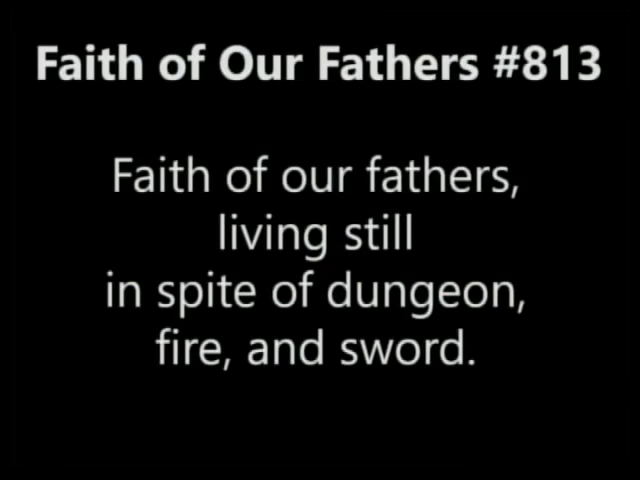 Faith of Our Fathers #813
Faith of our fathers,
living still
in spite of dungeon,
fire, and sword.